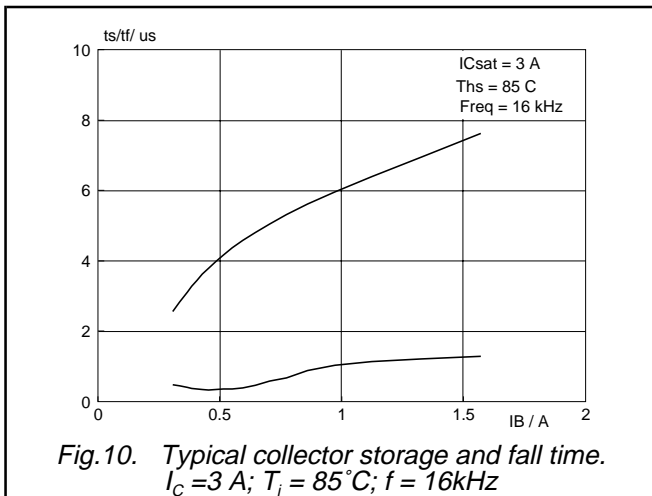 ts/tf/ us
10
ICsat = 3 A
Ths = 85 C
Freq = 16 kHz
8
6
4
2
0
0 0.5 1 1.5 2
IB / A
Fig.10. Typical collector storage and fall time.
IC =3 A; Tj = 85˚C; f = 16kHz